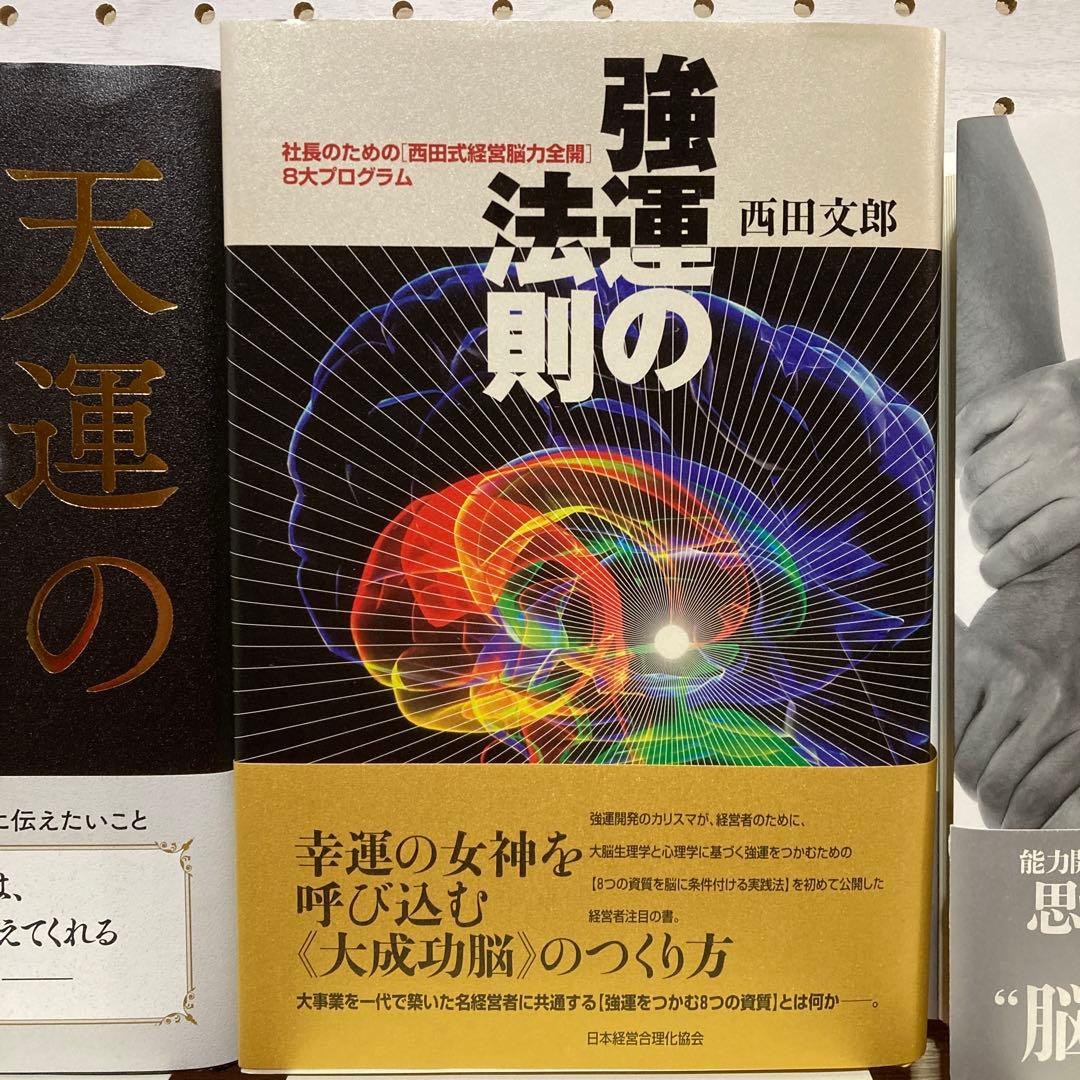 天運の
に伝えたいこと
は、
えてくれる
社長のための[西田式経営脳力全開]
8大プログラム
強運の
法則
西田文郎
幸運の女神を
呼び込む
《大成功脳》のつくり方
強運開発のカリスマが、経営者のために、
大脳生理学と心理学に基づく強運をつかむための
【8つの資質を脳に条件付ける実践法】を初めて公開した
経営者注目の書。
大事業を一代で築いた名経営者に共通する【強運をつかむ8つの資質】とは何か──。
日本経営合理化協会
能力開
思
“脳